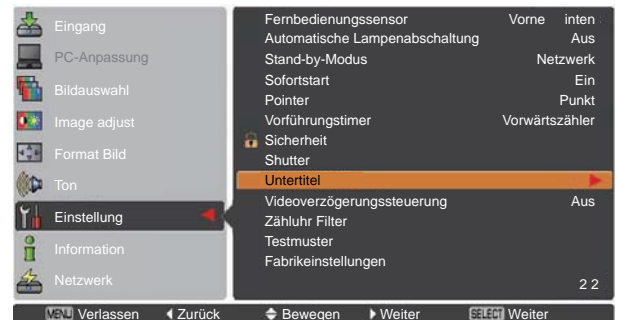 Eingang
PC-Anpassung
Bildauswahl
Image adjust
Format Bild
Ton
Einstellung
Information
Netzwerk
Fernbedienungssensor Vorne inten
Automatische Lampenabschaltung Aus
Stand-by-Modus Netzwerk
Sofortstart Ein
Pointer Punkt
Vorführungstimer Vorwärtszähler
Sicherheit
Shutter
Untertitel
Videoverzögerungssteuerung Aus
Zähluhr Filter
Testmuster
Fabrikeinstellungen
2 2
MENU Verlassen Zurück Bewegen Weiter SELECT Weiter